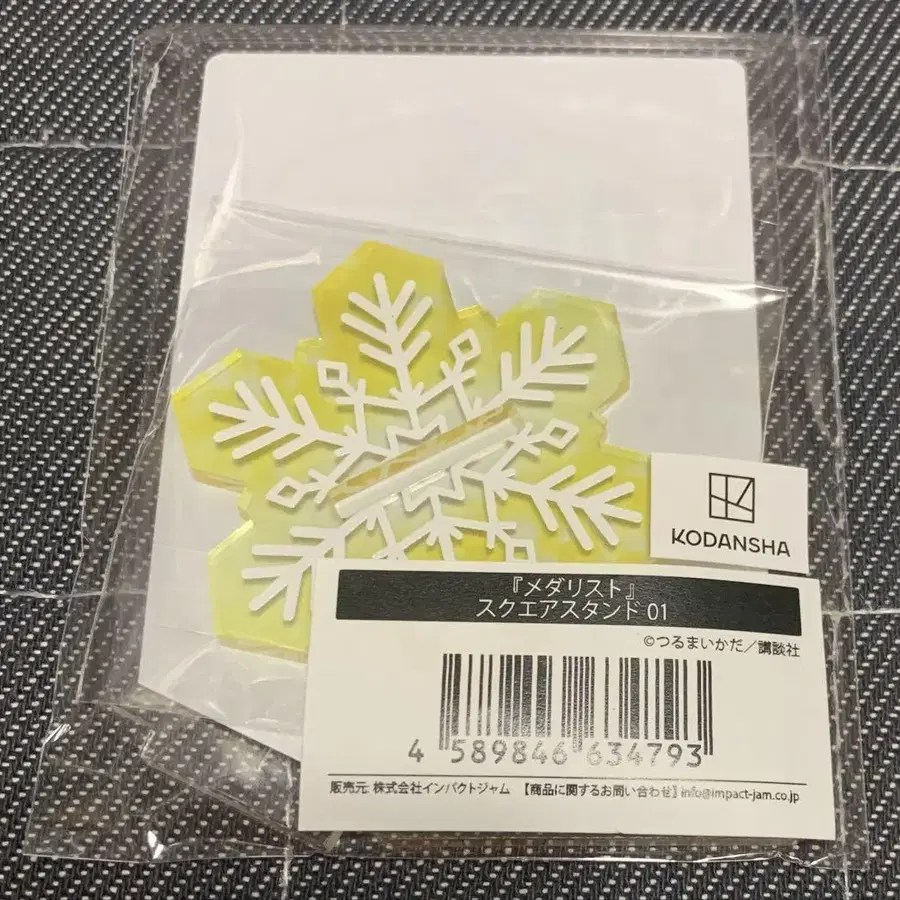 KODANSHA
『メダリスト』
スクエアスタンド 01
©つるまいかだ／講談社
4 589846 634793
販売元: 株式会社インパクトジャム 【商品に関するお問い合わせ】info@impact-jam.co.jp